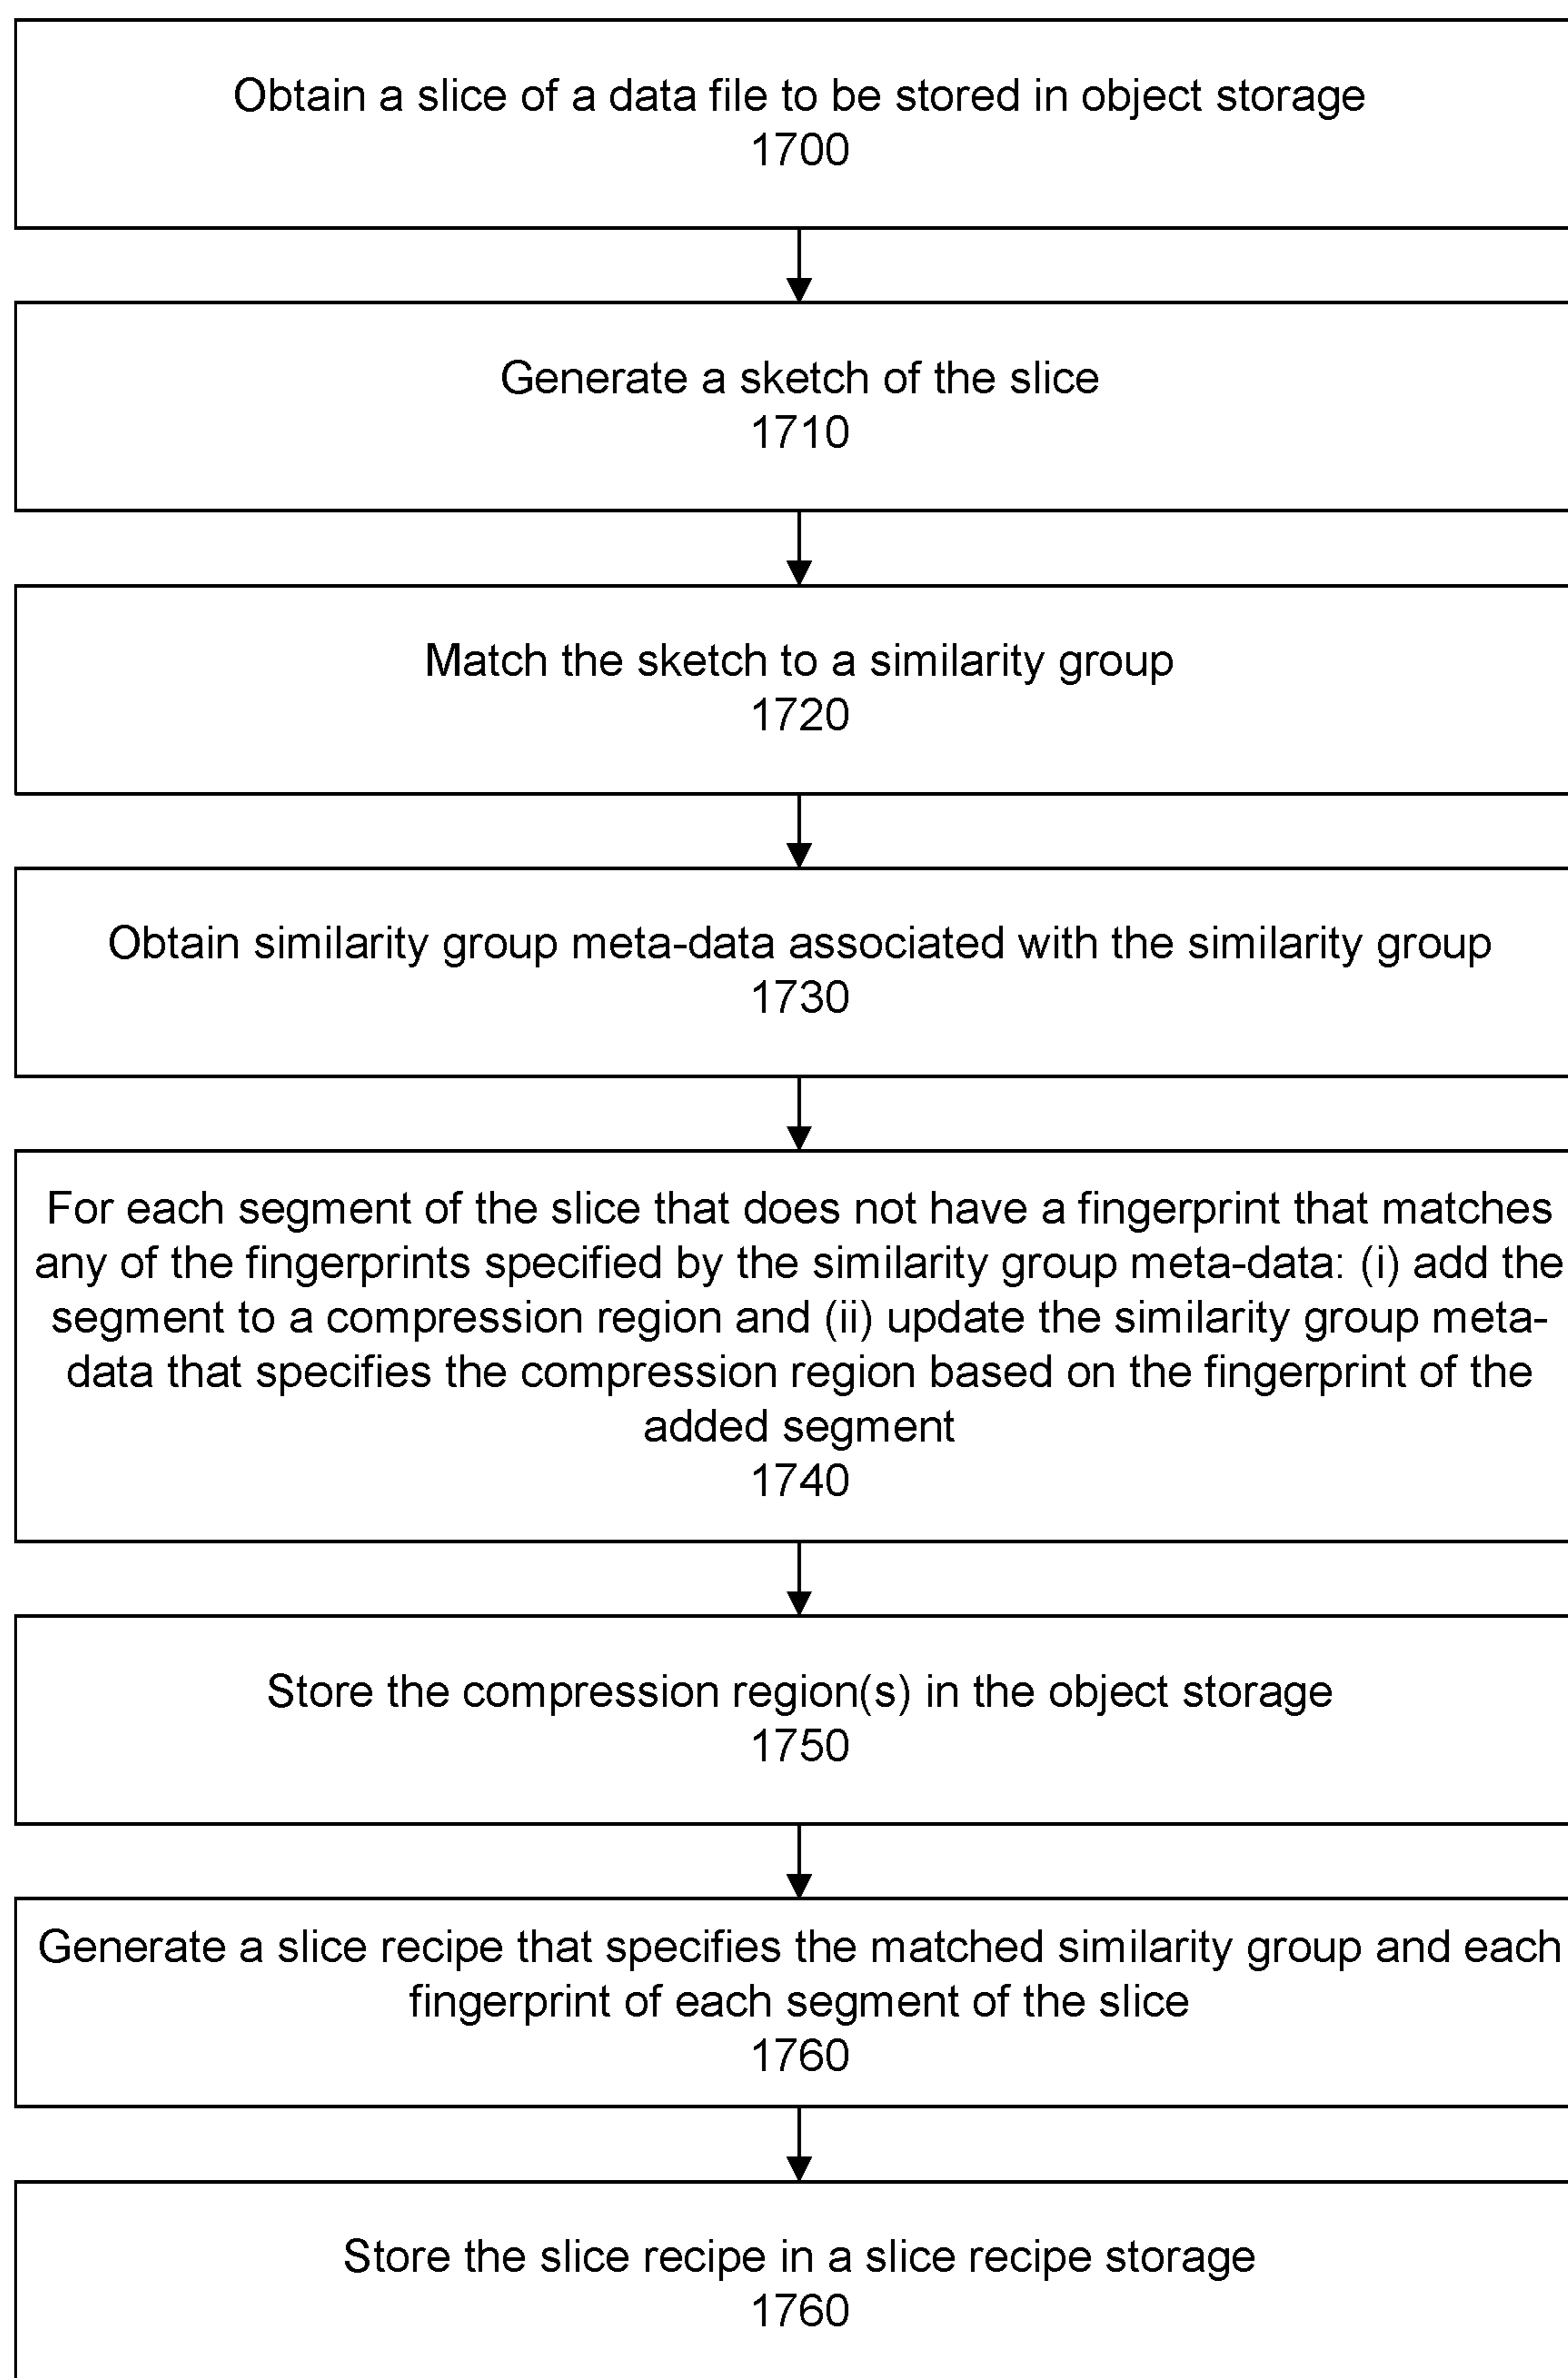 Obtain a slice of a data file to be stored in object storage
1700
Generate a sketch of the slice
1710
Match the sketch to a similarity group
1720
Obtain similarity group meta-data associated with the similarity group
1730
For each segment of the slice that does not have a fingerprint that matches
any of the fingerprints specified by the similarity group meta-data: (i) add the
segment to a compression region and (ii) update the similarity group meta-
data that specifies the compression region based on the fingerprint of the
added segment
1740
Store the compression region(s) in the object storage
1750
Generate a slice recipe that specifies the matched similarity group and each
fingerprint of each segment of the slice
1760
Store the slice recipe in a slice recipe storage
1760